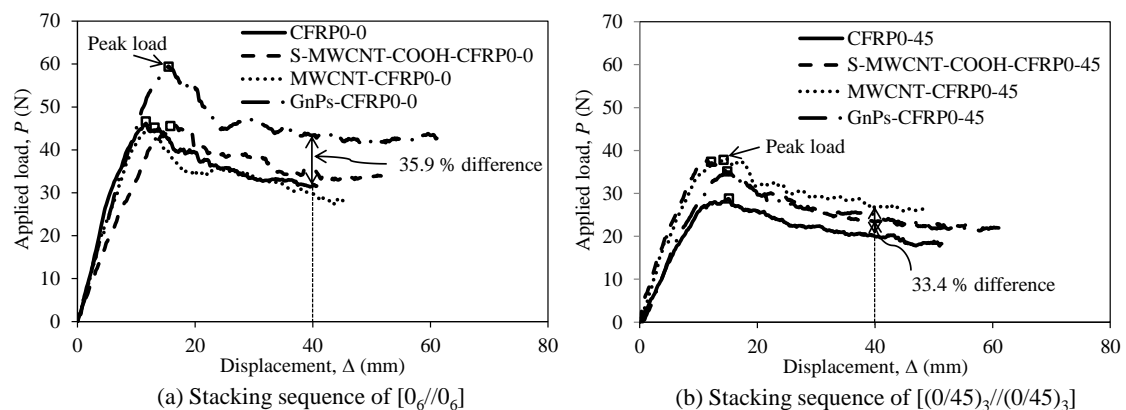 70
60
50
40
30
20
10
0
Applied load, P (N)
0 20 40 60 80
Displacement, Δ (mm)
Peak load
CFRP0-0
S-MWCNT-COOH-CFRP0-0
MWCNT-CFRP0-0
GnPs-CFRP0-0
35.9 % difference
(a) Stacking sequence of [0₆//0₆]
70
60
50
40
30
20
10
0
Applied load, P (N)
0 20 40 60 80
Displacement, Δ (mm)
CFRP0-45
S-MWCNT-COOH-CFRP0-45
MWCNT-CFRP0-45
GnPs-CFRP0-45
Peak load
33.4 % difference
(b) Stacking sequence of [(0/45)₃//(0/45)₃]